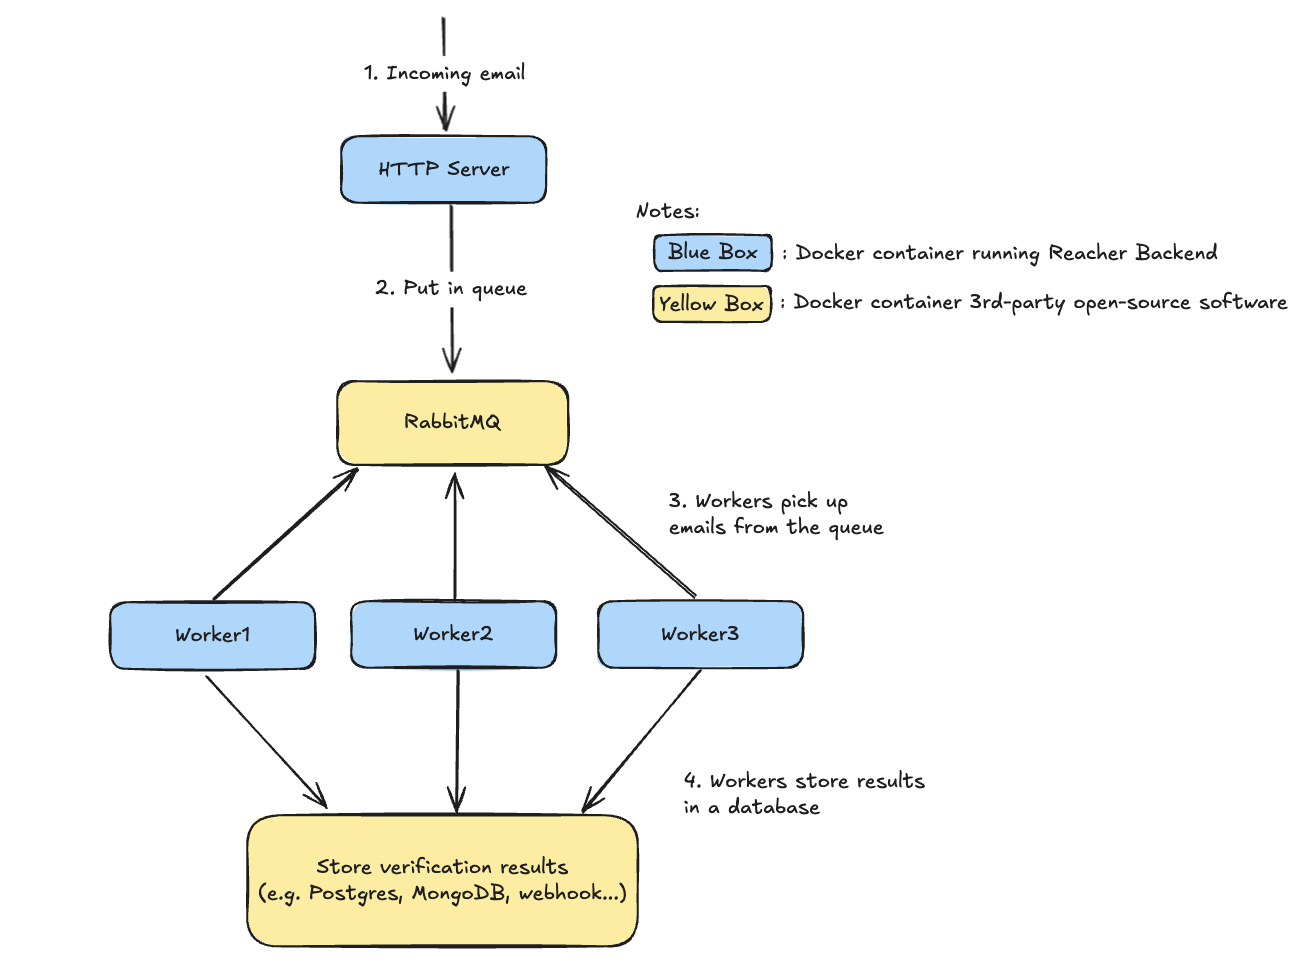 1. Incoming email
HTTP Server
2. Put in queue
Notes:
Blue Box : Docker container running Reacher Backend
Yellow Box : Docker container 3rd-party open-source software
RabbitMQ
3. Workers pick up
emails from the queue
Worker1
Worker2
Worker3
4. Workers store results
in a database
Store verification results
(e.g. Postgres, MongoDB, webhook...)